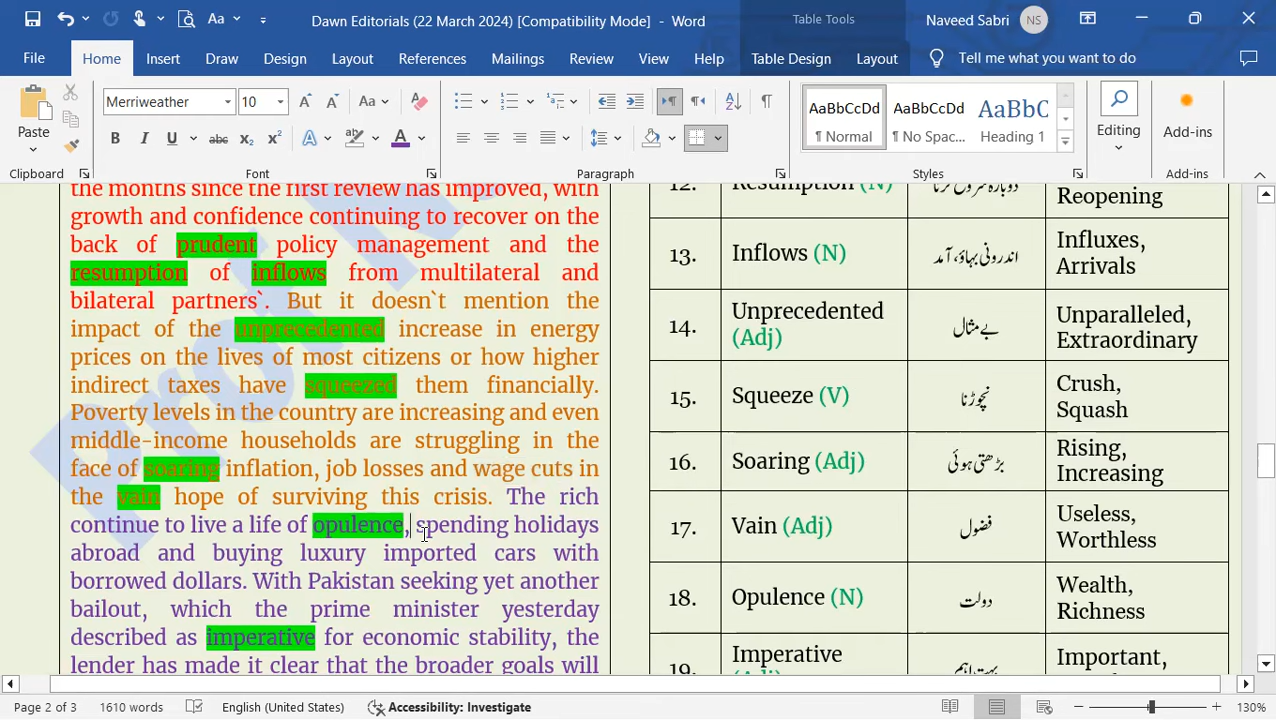 Dawn Editorials (22 March 2024) [Compatibility Mode] - Word
Table Tools
Naveed Sabri
NS
File Home Insert Draw Design Layout References Mailings Review View Help Table Design Layout Tell me what you want to do
Paste
Merriweather 10
Aa
AaBbCcDd AaBbCcDd AaBbCc
¶ Normal ¶ No Spac... Heading 1
Editing
Add-ins
Clipboard Font Paragraph Styles Add-ins
the months since the first review has improved, with
growth and confidence continuing to recover on the
back of prudent policy management and the
resumption of inflows from multilateral and
bilateral partners`. But it doesn`t mention the
impact of the unprecedented increase in energy
prices on the lives of most citizens or how higher
indirect taxes have squeezed them financially.
Poverty levels in the country are increasing and even
middle-income households are struggling in the
face of soaring inflation, job losses and wage cuts in
the vain hope of surviving this crisis. The rich
continue to live a life of opulence, spending holidays
abroad and buying luxury imported cars with
borrowed dollars. With Pakistan seeking yet another
bailout, which the prime minister yesterday
described as imperative for economic stability, the
lender has made it clear that the broader goals will
12. Resumption (N) دوبارہ شروع کرنا Reopening
13. Inflows (N) اندرونی بہاؤ، آمد Influxes,
Arrivals
14. Unprecedented
(Adj) بے مثال Unparalleled,
Extraordinary
15. Squeeze (V) نچوڑنا Crush,
Squash
16. Soaring (Adj) بڑھتی ہوئی Rising,
Increasing
17. Vain (Adj) فضول Useless,
Worthless
18. Opulence (N) دولت Wealth,
Richness
19. Imperative
(Adj) بہت اہم Important,
Page 2 of 3 1610 words English (United States) Accessibility: Investigate 130%